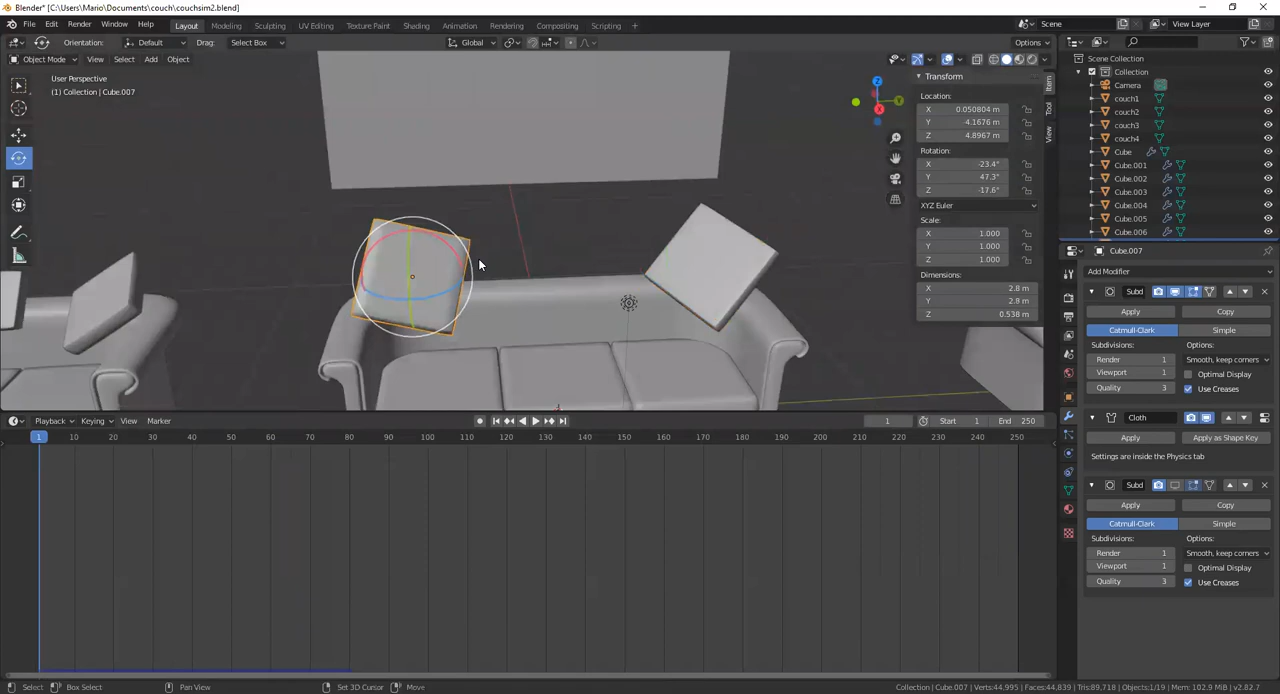 Blender* [C:\Users\Mario\Documents\couch\couchsim2.blend]
File Edit Render Window Help Layout Modeling Sculpting UV Editing Texture Paint Shading Animation Rendering Compositing Scripting + Scene View Layer
Orientation: Default Drag: Select Box Global Options
Object Mode View Select Add Object
User Perspective
(1) Collection | Cube.007
Transform
Location:
X 0.050804 m
Y -4.1676 m
Z 4.8967 m
Rotation:
X -23.4°
Y 47.3°
Z -17.6°
XYZ Euler
Scale:
X 1.000
Y 1.000
Z 1.000
Dimensions:
X 2.8 m
Y 2.8 m
Z 0.538 m
Item
Tool
View
Z
Y
X
Scene Collection
Collection
Camera
couch1
couch2
couch3
couch4
Cube
Cube.001
Cube.002
Cube.003
Cube.004
Cube.005
Cube.006
Cube.007
Add Modifier
Subd
Apply Copy
Catmull-Clark Simple
Subdivisions: Options:
Render 1 Smooth, keep corners
Viewport 1 Optimal Display
Quality 3 Use Creases
Cloth
Apply Apply as Shape Key
Settings are inside the Physics tab
Subd
Apply Copy
Catmull-Clark Simple
Subdivisions: Options:
Render 1 Smooth, keep corners
Viewport 1 Optimal Display
Quality 3 Use Creases
Playback Keying View Marker 1 Start 1 End 250
1 10 20 30 40 50 60 70 80 90 100 110 120 130 140 150 160 170 180 190 200 210 220 230 240 250
Select Box Select Pan View Set 3D Cursor Move Collection | Cube.007 | Verts:44,995 | Faces:44,839 | Tris:89,718 | Objects:1/19 | Mem: 102.9 MiB | v2.82.7